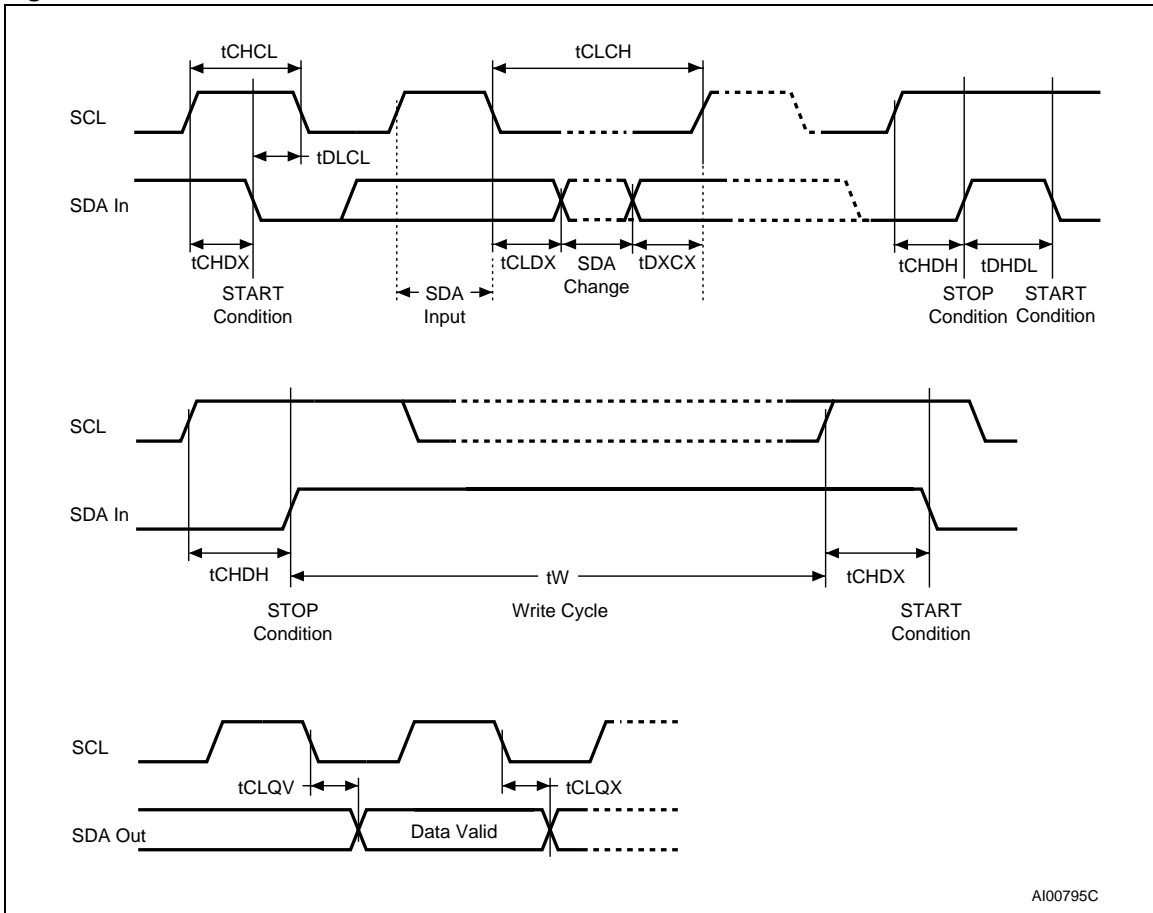 tCHCL
tCLCH
SCL
tDLCL
SDA In
tCHDX
tCLDX
SDA
Change
tDXCX
tCHDH
tDHDL
START
Condition
SDA
Input
STOP
Condition
START
Condition
SCL
SDA In
tCHDH
tW
tCHDX
STOP
Condition
Write Cycle
START
Condition
SCL
tCLQV
tCLQX
SDA Out
Data Valid
AI00795C